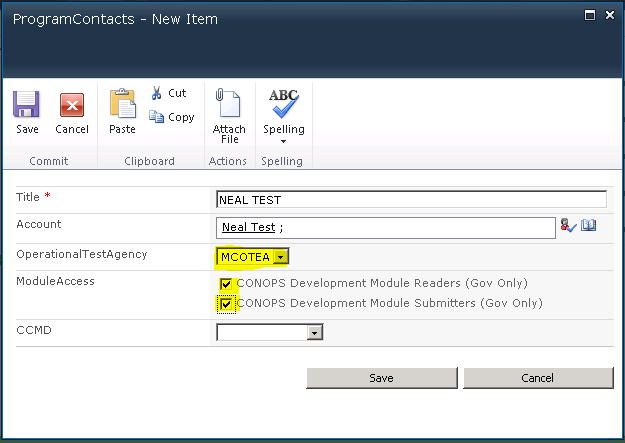 ProgramContacts - New Item
Save
Cancel
Paste
Cut
Copy
Attach File
ABC
Spelling
Commit
Clipboard
Actions
Spelling
Title *
NEAL TEST
Account
Neal Test ;
OperationalTestAgency
MCOTEA
ModuleAccess
CONOPS Development Module Readers (Gov Only)
CONOPS Development Module Submitters (Gov Only)
CCMD
Save
Cancel